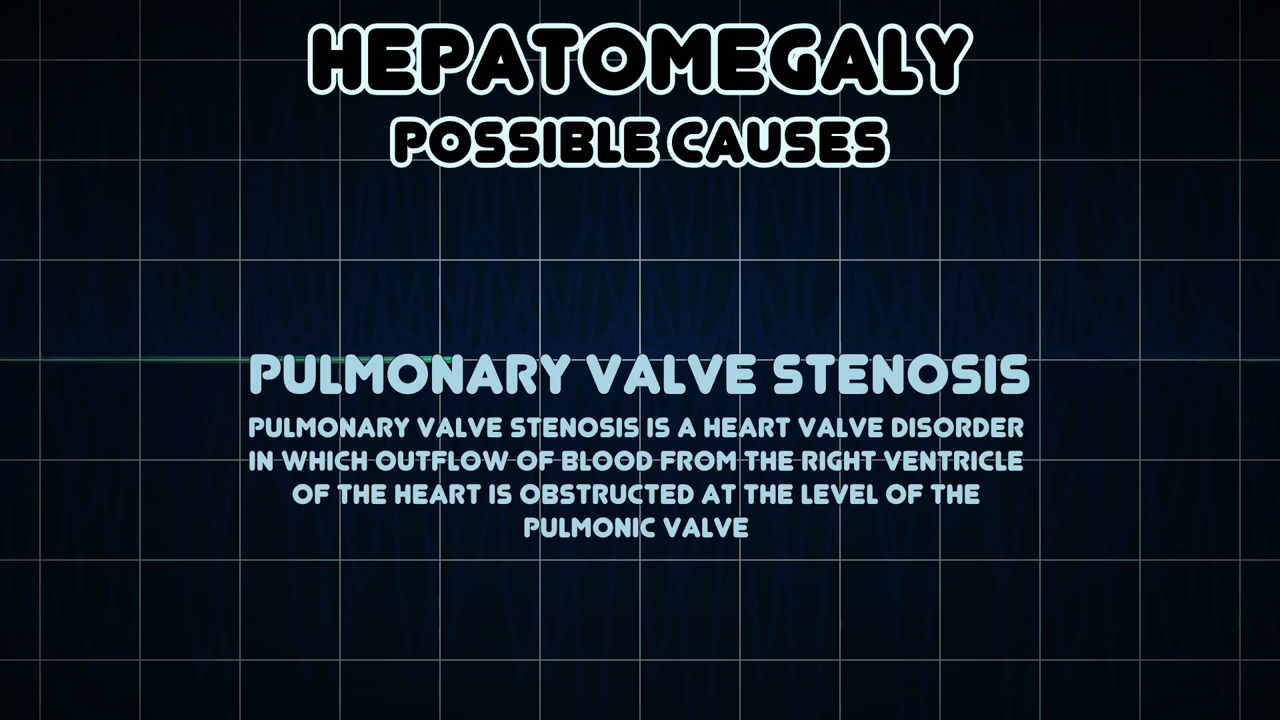 HEPATOMEGALY
POSSIBLE CAUSES
PULMONARY VALVE STENOSIS
PULMONARY VALVE STENOSIS IS A HEART VALVE DISORDER
IN WHICH OUTFLOW OF BLOOD FROM THE RIGHT VENTRICLE
OF THE HEART IS OBSTRUCTED AT THE LEVEL OF THE
PULMONIC VALVE